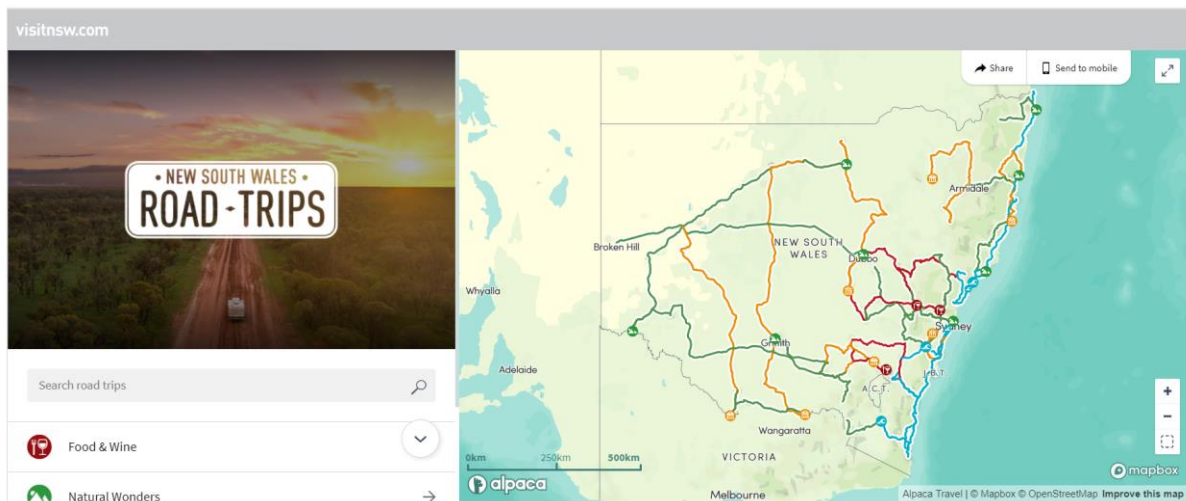 visitnsw.com
• NEW SOUTH WALES •
ROAD-TRIPS
Search road trips
Food & Wine
Natural Wonders
Share
Send to mobile
Armidale
Broken Hill
NEW SOUTH
WALES
Dubbo
Whyalla
Sydney
Griffith
Adelaide
J.B.T.
A.C.T.
Wangaratta
VICTORIA
0km 250km 500km
alpaca
Melbourne
mapbox
Alpaca Travel | © Mapbox © OpenStreetMap Improve this map